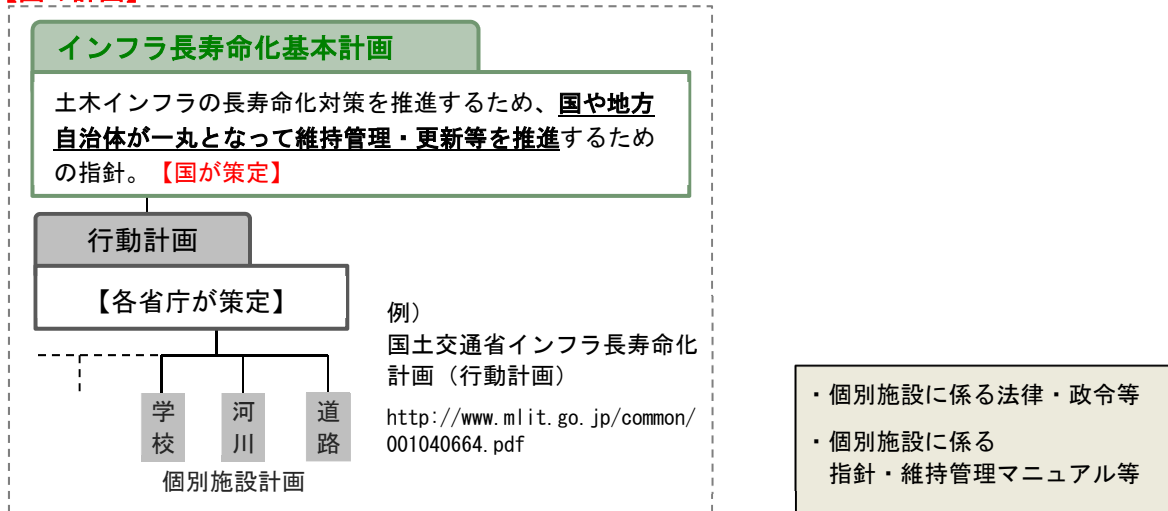 インフラ長寿命化基本計画
土木インフラの長寿命化対策を推進するため、国や地方
自治体が一丸となって維持管理・更新等を推進するため
の指針。【国が策定】
行動計画
【各省庁が策定】
例）
国土交通省インフラ長寿命化
計画（行動計画）
http://www.mlit.go.jp/common/
001040664.pdf
学校
河川
道路
個別施設計画
・個別施設に係る法律・政令等
・個別施設に係る
指針・維持管理マニュアル等